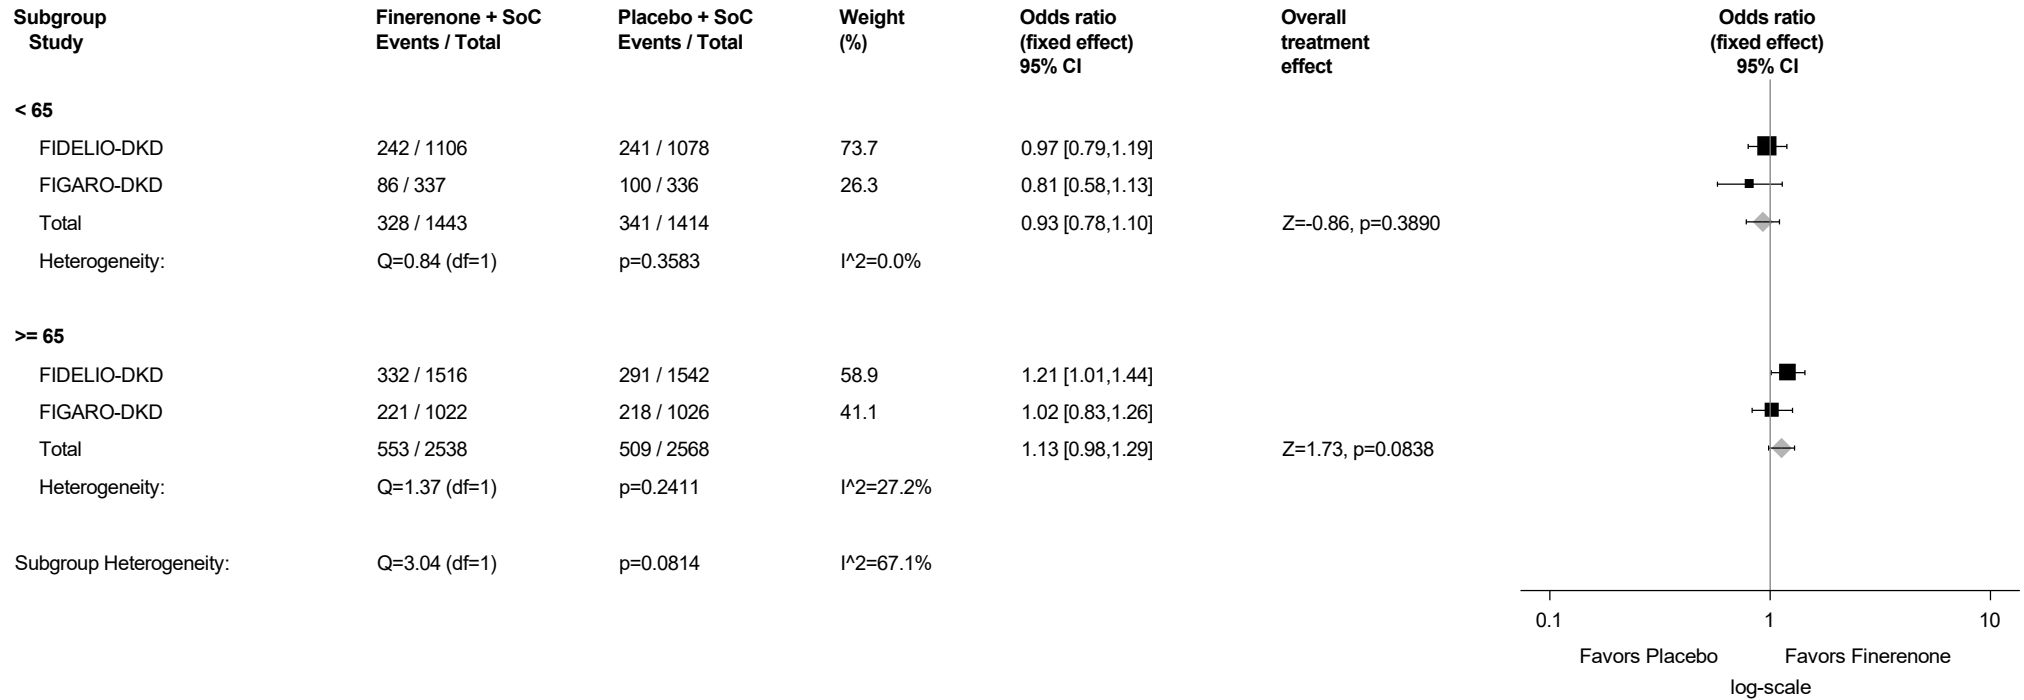 Subgroup Finerenone + SoC Placebo + SoC Weight Odds ratio Overall Odds ratio
Study Events / Total Events / Total (%) (fixed effect) treatment (fixed effect)
95% CI effect 95% CI
< 65
FIDELIO-DKD 242 / 1106 241 / 1078 73.7 0.97 [0.79,1.19]
FIGARO-DKD 86 / 337 100 / 336 26.3 0.81 [0.58,1.13]
Total 328 / 1443 341 / 1414 0.93 [0.78,1.10] Z=-0.86, p=0.3890
Heterogeneity: Q=0.84 (df=1) p=0.3583 I^2=0.0%
>= 65
FIDELIO-DKD 332 / 1516 291 / 1542 58.9 1.21 [1.01,1.44]
FIGARO-DKD 221 / 1022 218 / 1026 41.1 1.02 [0.83,1.26]
Total 553 / 2538 509 / 2568 1.13 [0.98,1.29] Z=1.73, p=0.0838
Heterogeneity: Q=1.37 (df=1) p=0.2411 I^2=27.2%
Subgroup Heterogeneity: Q=3.04 (df=1) p=0.0814 I^2=67.1%
0.1 1 10
Favors Placebo Favors Finerenone
log-scale